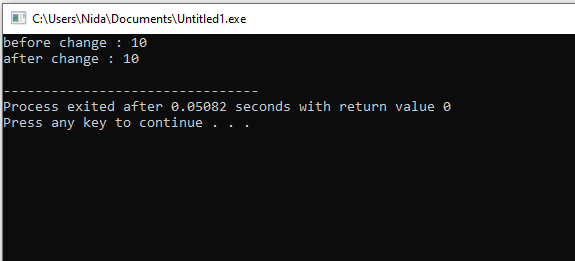 C:\Users\Nida\Documents\Untitled1.exe
before change : 10
after change : 10
--------------------------------
Process exited after 0.05082 seconds with return value 0
Press any key to continue . . .